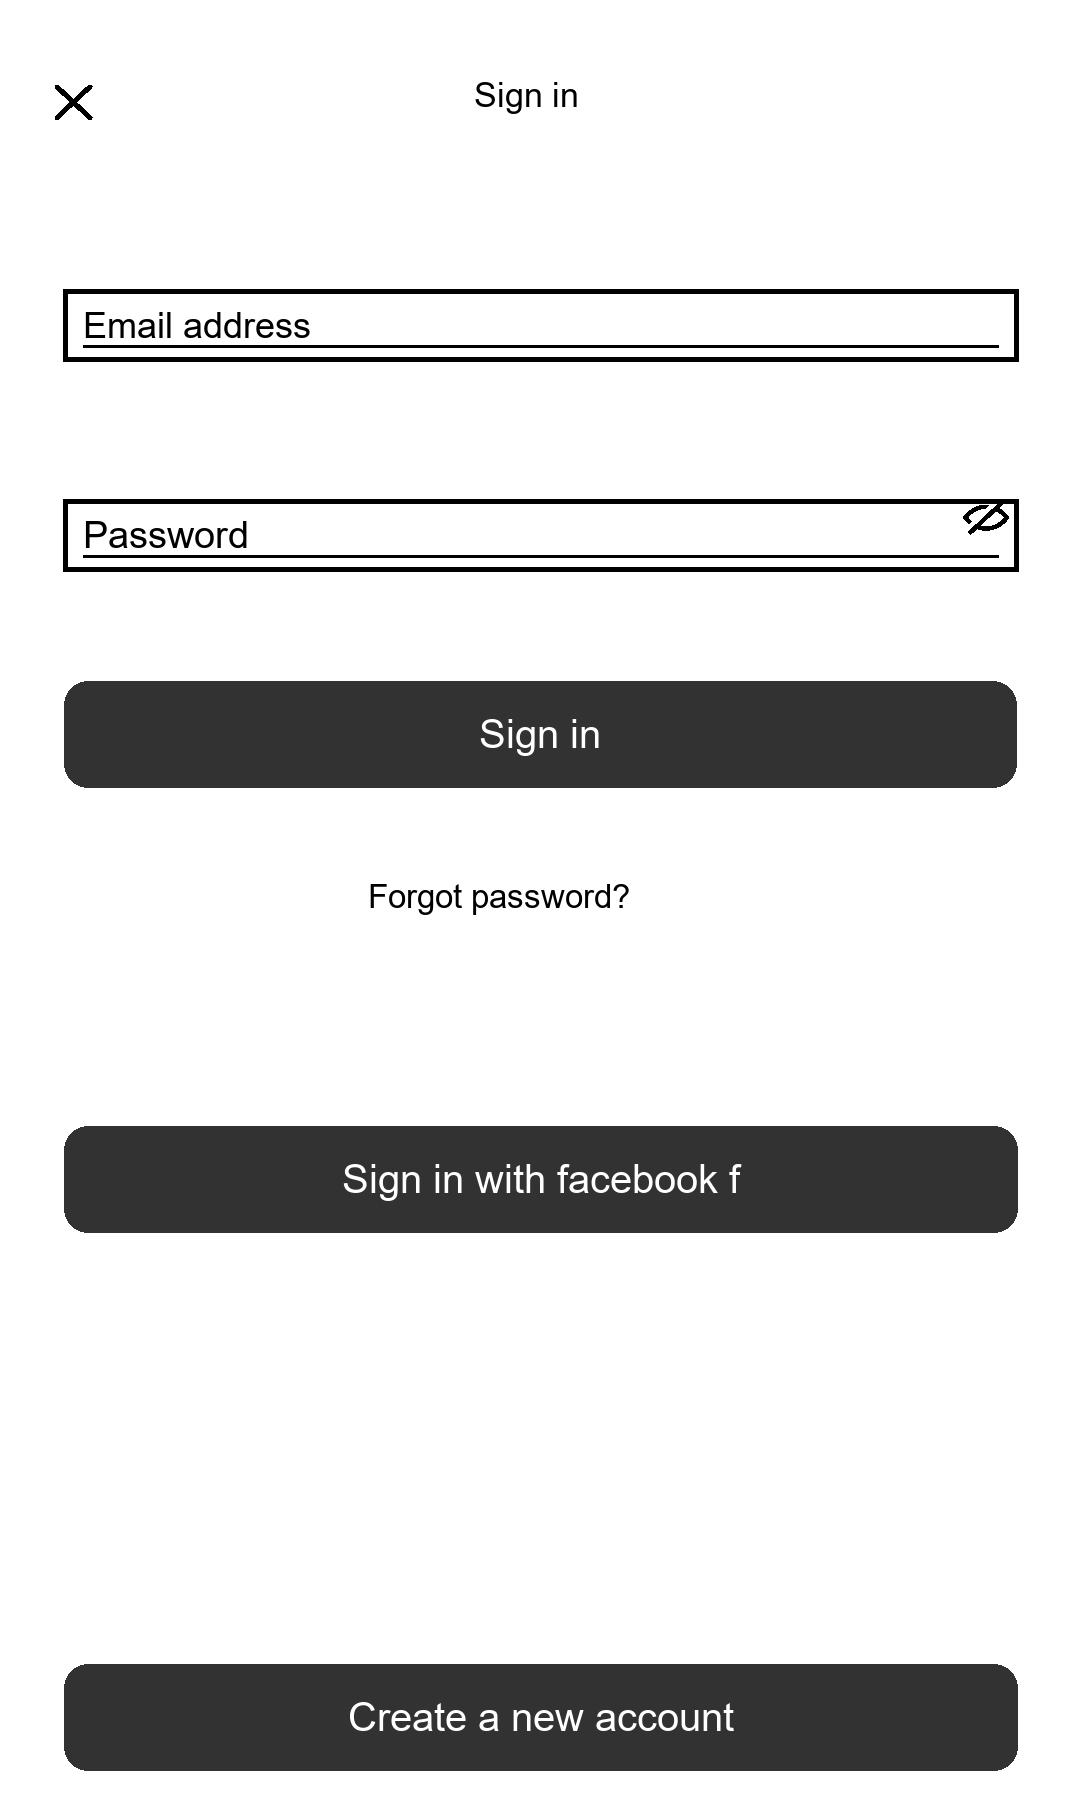 Sign in
Email address
Password
Sign in
Forgot password?
Sign in with facebook f
Create a new account